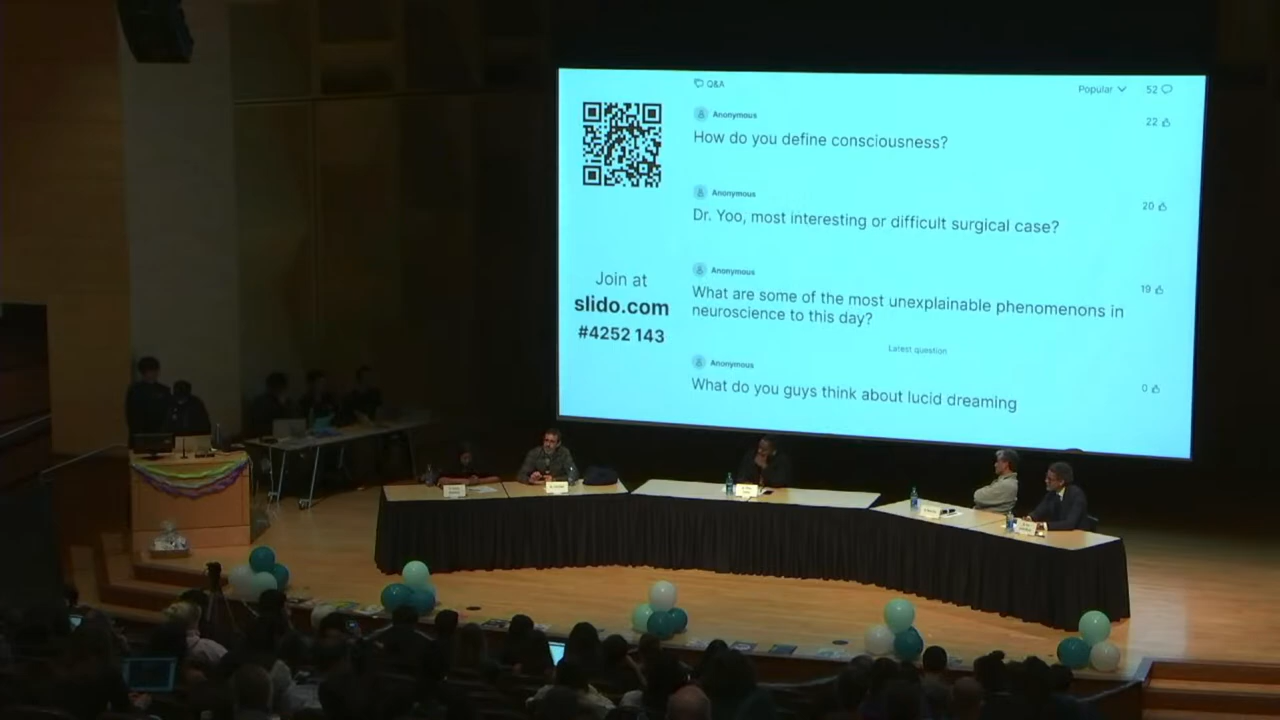 Q&A
Popular
52
Anonymous
22
How do you define consciousness?
Anonymous
20
Dr. Yoo, most interesting or difficult surgical case?
Anonymous
19
What are some of the most unexplainable phenomenons in
neuroscience to this day?
Latest question
Anonymous
0
What do you guys think about lucid dreaming
Join at
slido.com
#4252 143